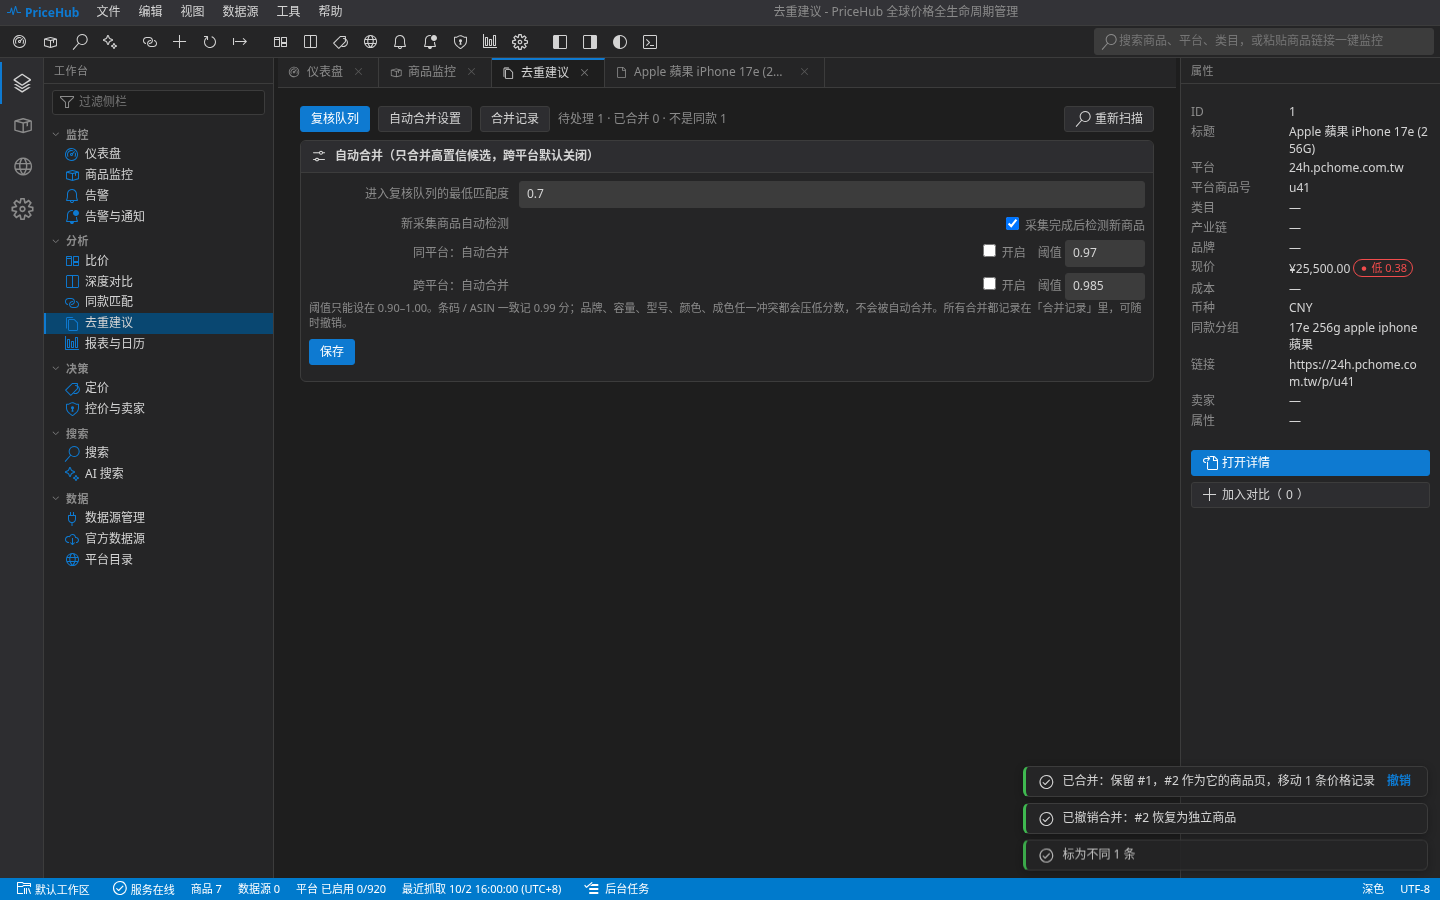 PriceHub 文件 编辑 视图 数据源 工具 帮助
去重建议 - PriceHub 全球价格全生命周期管理
搜索商品、平台、类目，或粘贴商品链接一键监控
工作台
过滤侧栏
监控
仪表盘
商品监控
告警
告警与通知
分析
比价
深度对比
同款匹配
去重建议
报表与日历
决策
定价
控价与卖家
搜索
搜索
AI 搜索
数据
数据源管理
官方数据源
平台目录
仪表盘 商品监控 去重建议 Apple 蘋果 iPhone 17e (2...
复核队列 自动合并设置 合并记录 待处理 1 · 已合并 0 · 不是同款 1 重新扫描
自动合并（只合并高置信候选，跨平台默认关闭）
进入复核队列的最低匹配度 0.7
新采集商品自动检测 采集完成后检测新商品
同平台：自动合并 开启 阈值 0.97
跨平台：自动合并 开启 阈值 0.985
阈值只能设在 0.90–1.00。条码 / ASIN 一致记 0.99 分；品牌、容量、型号、颜色、成色任一冲突都会压低分数，不会被自动合并。所有合并都记录在「合并记录」里，可随
时撤销。
保存
属性
ID 1
标题 Apple 蘋果 iPhone 17e (2
56G)
平台 24h.pchome.com.tw
平台商品号 u41
类目 —
产业链 —
品牌 —
现价 ¥25,500.00 低 0.38
成本 —
币种 CNY
同款分组 17e 256g apple iphone
蘋果
链接 https://24h.pchome.co
m.tw/p/u41
卖家 —
属性 —
打开详情
加入对比（ 0 ）
已合并：保留 #1，#2 作为它的商品页，移动 1 条价格记录 撤销
已撤销合并：#2 恢复为独立商品
标为不同 1 条
默认工作区 服务在线 商品 7 数据源 0 平台 已启用 0/920 最近抓取 10/2 16:00:00 (UTC+8) 后台任务 深色 UTF-8